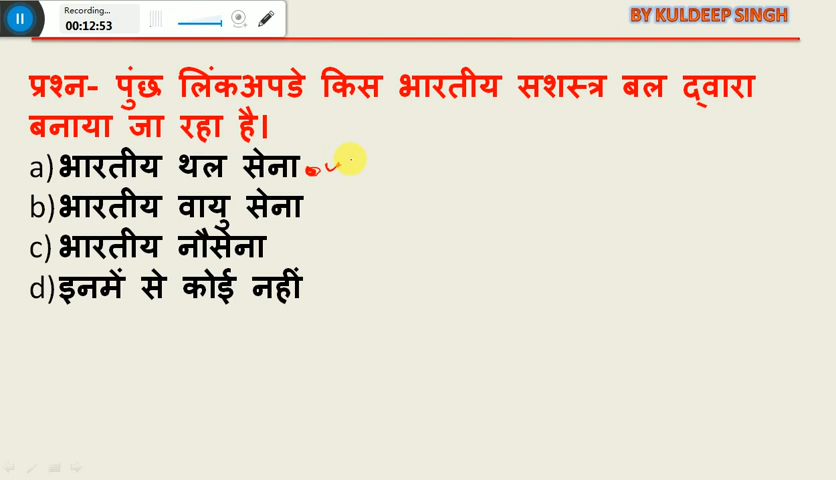 Recording...
00:12:53
BY KULDEEP SINGH
प्रश्न- पुंछ लिंकअपडे किस भारतीय सशस्त्र बल द्वारा
बनाया जा रहा है।
a)भारतीय थल सेना
b)भारतीय वायु सेना
c)भारतीय नौसेना
d)इनमें से कोई नहीं